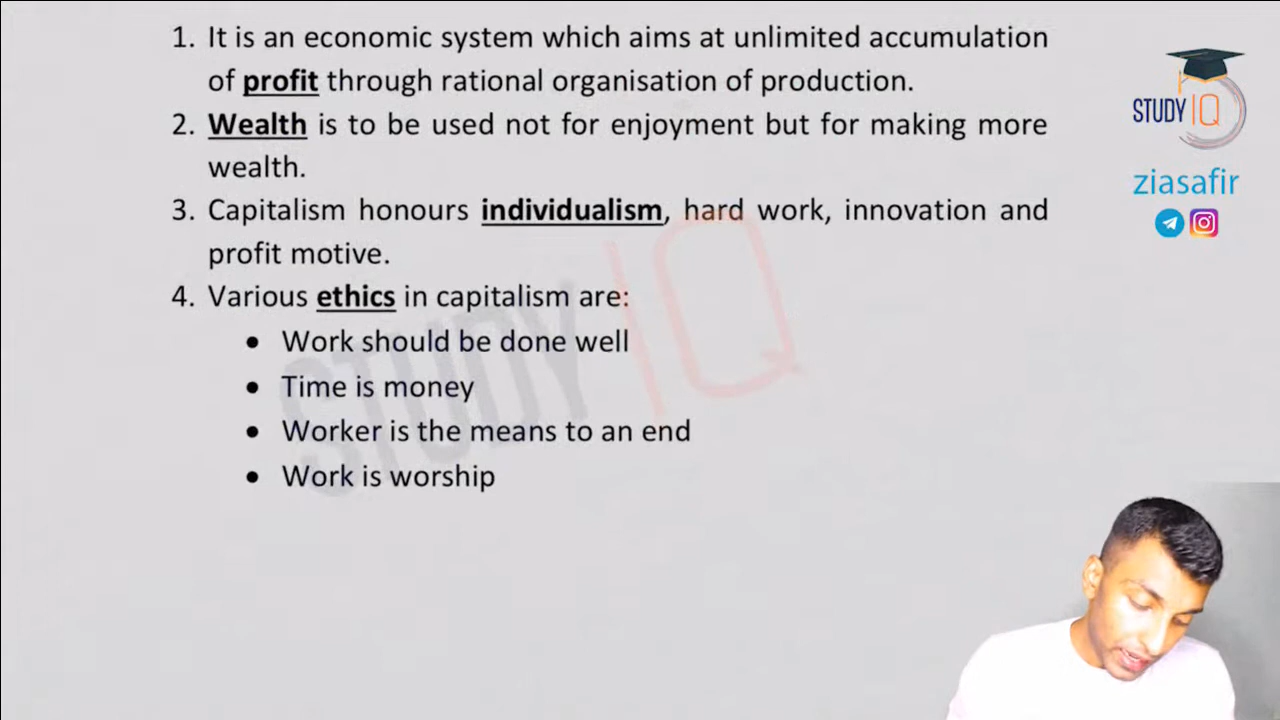 1. It is an economic system which aims at unlimited accumulation
of profit through rational organisation of production.
2. Wealth is to be used not for enjoyment but for making more
wealth.
3. Capitalism honours individualism, hard work, innovation and
profit motive.
4. Various ethics in capitalism are:
• Work should be done well
• Time is money
• Worker is the means to an end
• Work is worship
STUDY IQ
ziasafir
STUDY IQ